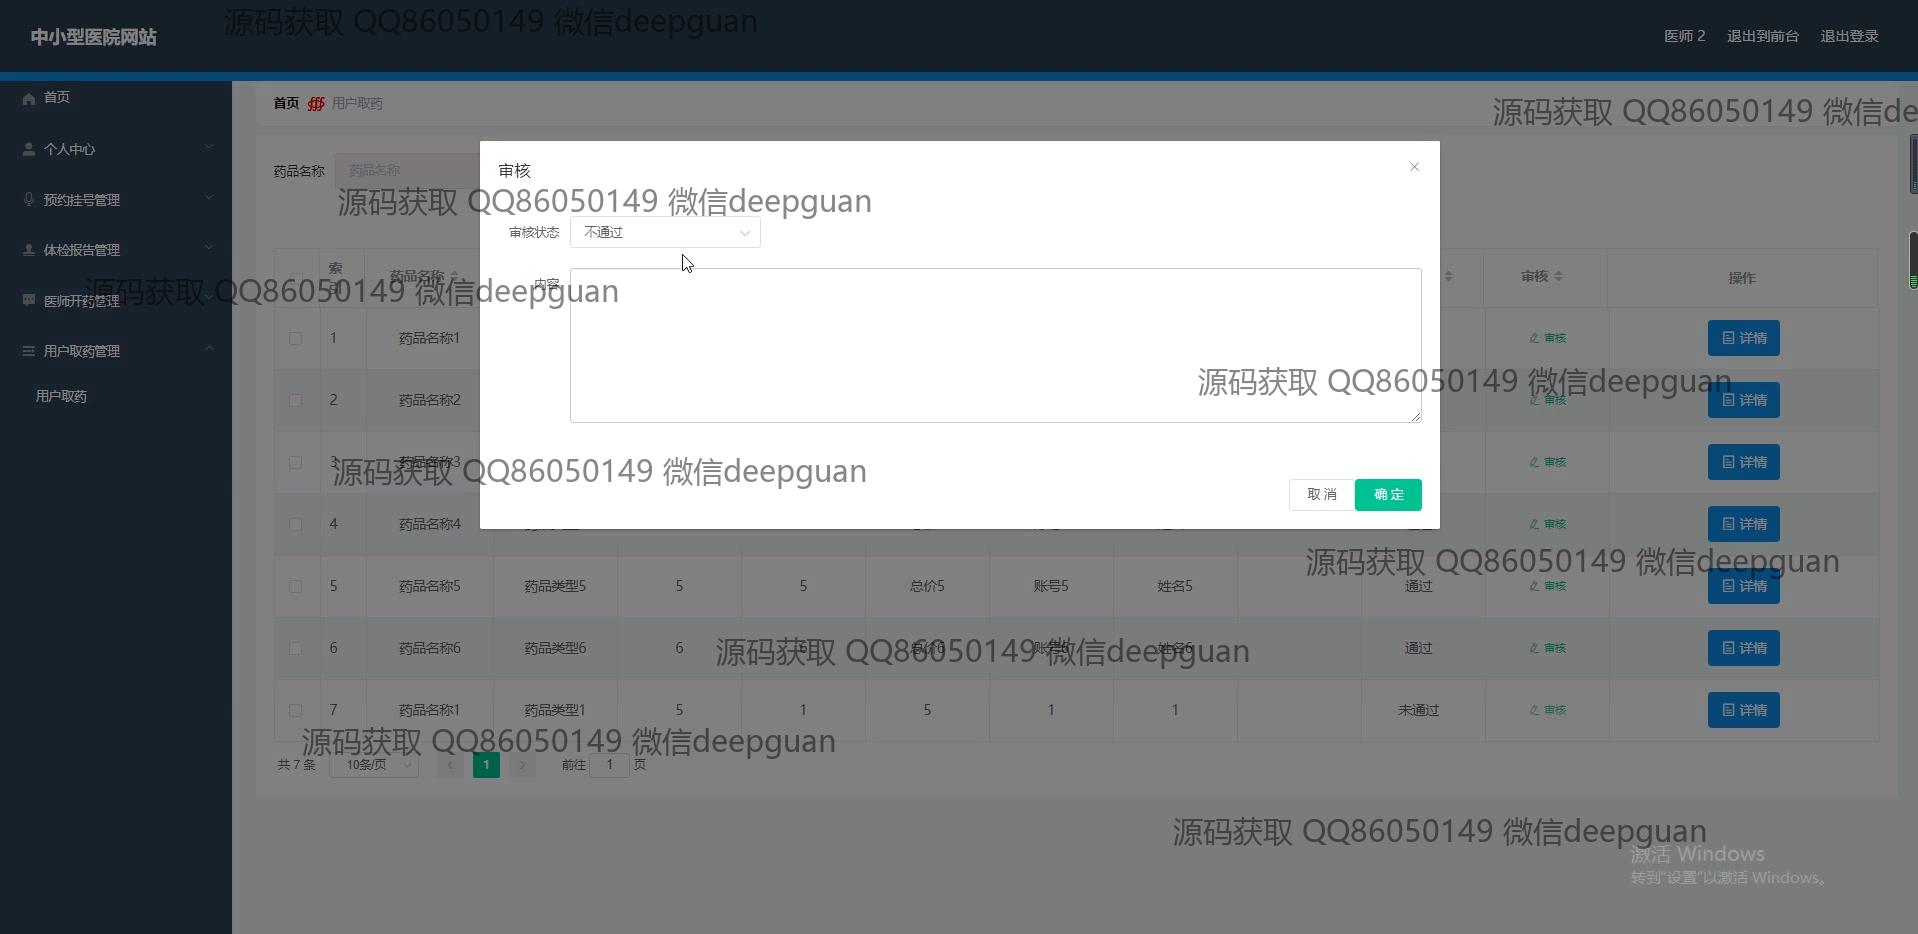 中小型医院网站
源码获取 QQ86050149 微信deepguan
医师 2 退出到前台 退出登录
首页
个人中心
预约挂号管理
体检报告管理
医师开药管理
用户取药管理
用户取药
首页 用户取药
源码获取 QQ86050149 微信de
药品名称 药品名称
审核
源码获取 QQ86050149 微信deepguan
审核状态 不通过
内容
源码获取 QQ86050149 微信deepguan
取消 确定
索引 药品名称 审核 操作
1 药品名称1 审核 详情
源码获取 QQ86050149 微信deepguan
2 药品名称2 审核 详情
3 药品名称3 审核 详情
源码获取 QQ86050149 微信deepguan
4 药品名称4 审核 详情
源码获取 QQ86050149 微信deepguan
5 药品名称5 药品类型5 5 5 总价5 账号5 姓名5 通过 审核 详情
6 药品名称6 药品类型6 6 6 总价6 账号6 姓名6 通过 审核 详情
源码获取 QQ86050149 微信deepguan
7 药品名称1 药品类型1 5 1 5 1 1 未通过 审核 详情
源码获取 QQ86050149 微信deepguan
共 7 条 10条/页 1 前往 1 页
源码获取 QQ86050149 微信deepguan
激活 Windows
转到"设置"以激活 Windows。